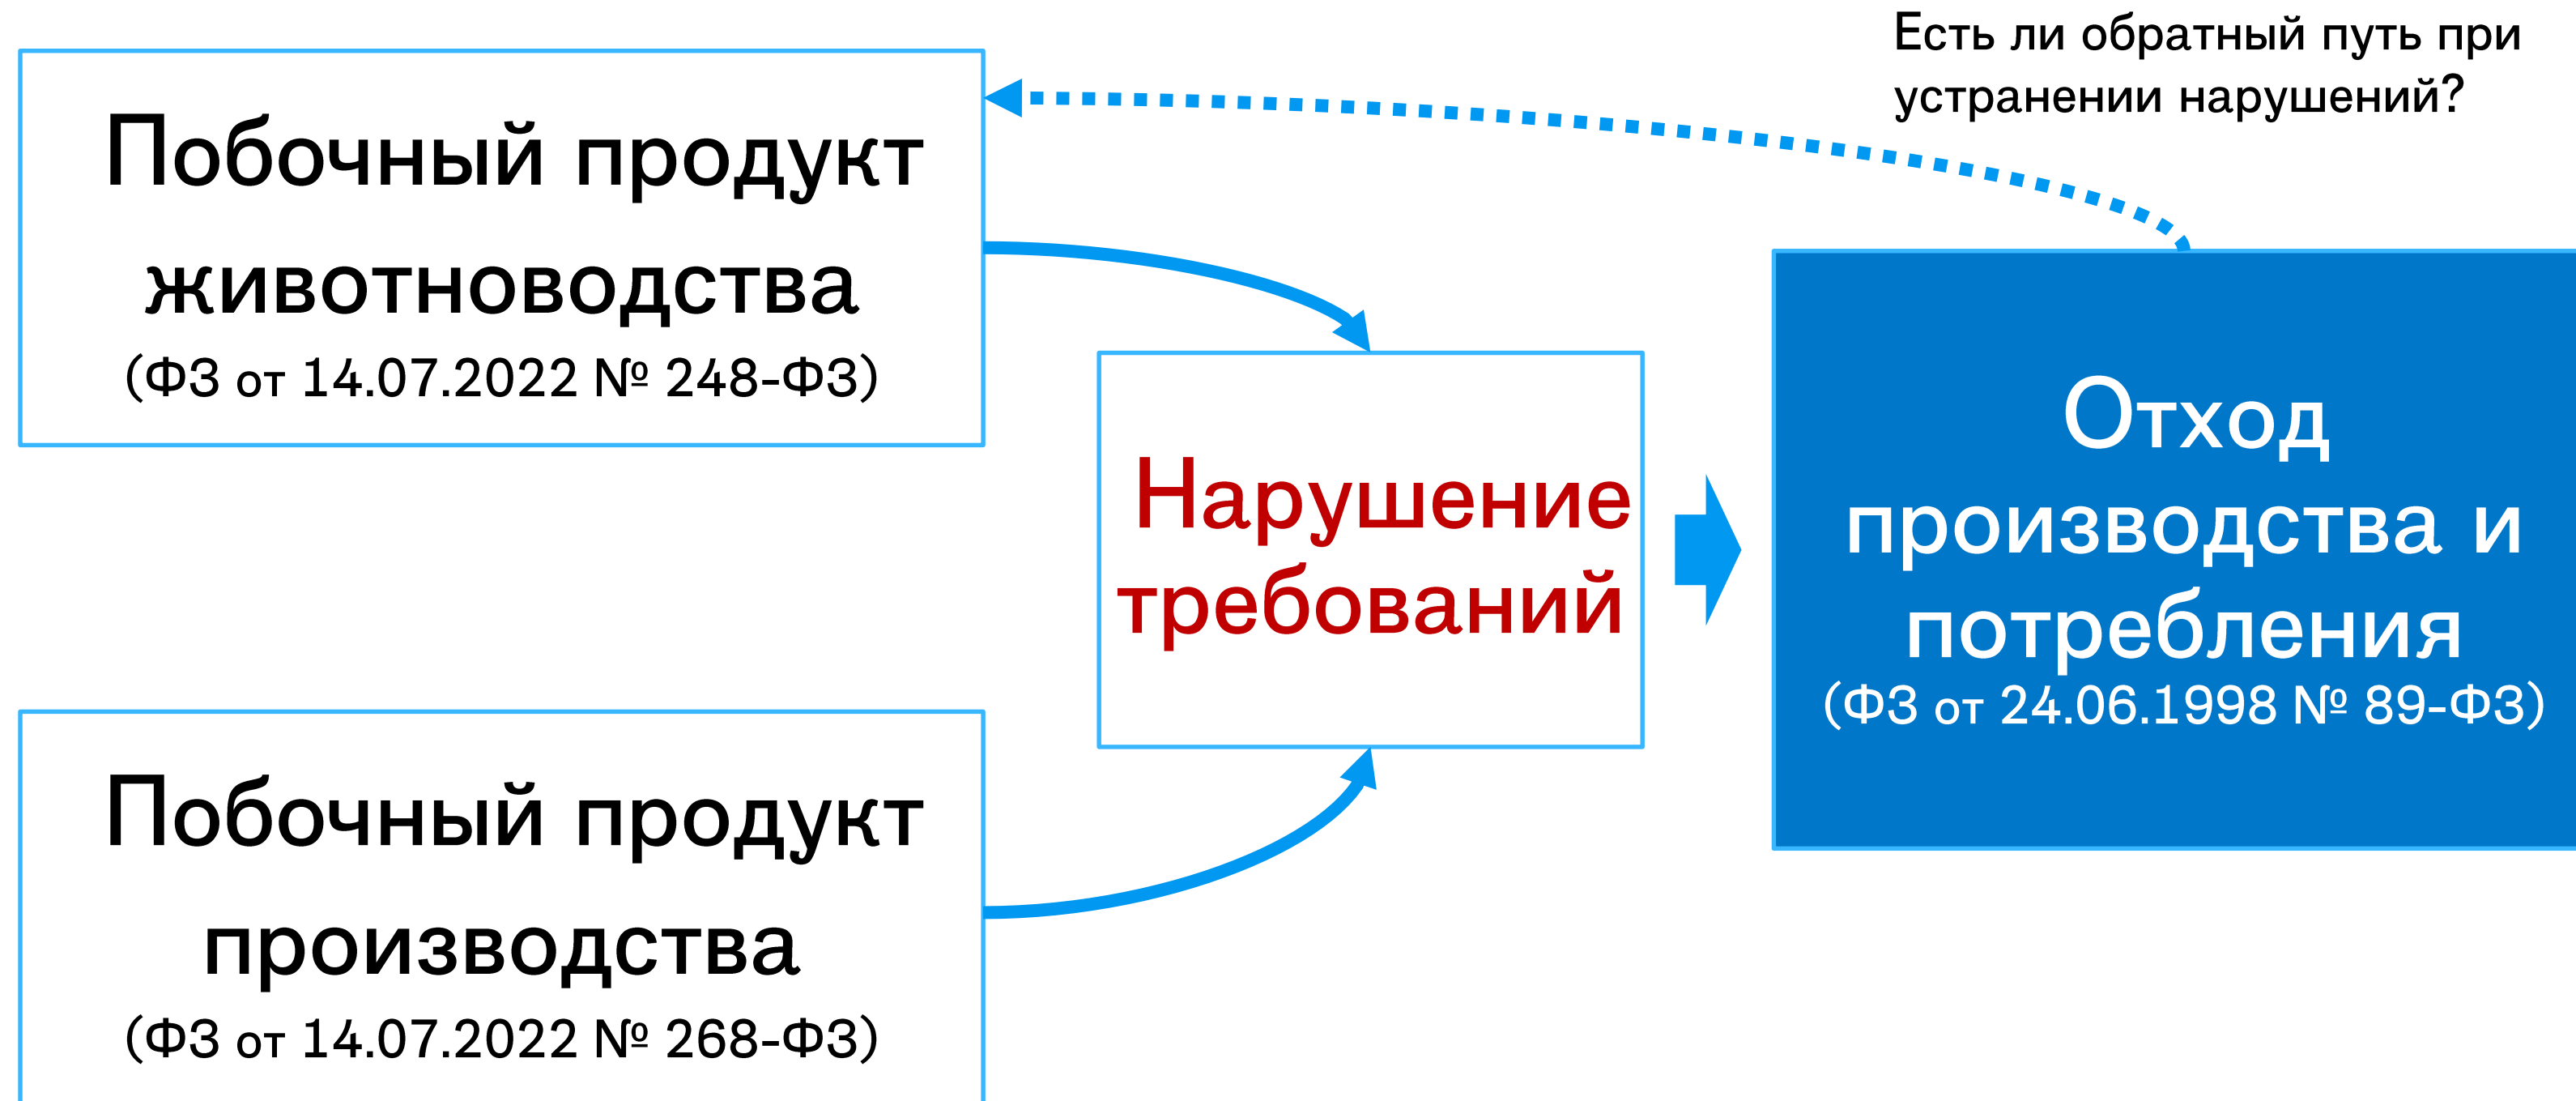 Есть ли обратный путь при
устранении нарушений?
Побочный продукт
животноводства
(ФЗ от 14.07.2022 № 248-ФЗ)
Нарушение
требований
Отход
производства и
потребления
(ФЗ от 24.06.1998 № 89-ФЗ)
Побочный продукт
производства
(ФЗ от 14.07.2022 № 268-ФЗ)